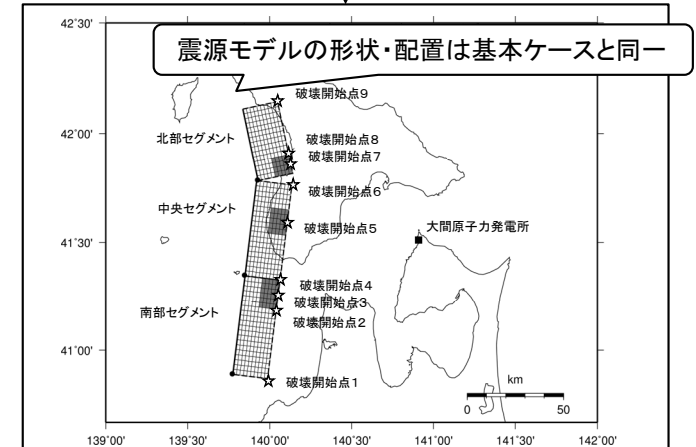 42°30'
震源モデルの形状・配置は基本ケースと同一
破壊開始点9
42°00'
北部セグメント
破壊開始点8
破壊開始点7
破壊開始点6
中央セグメント
破壊開始点5
大間原子力発電所
41°30'
破壊開始点4
破壊開始点3
破壊開始点2
南部セグメント
41°00'
破壊開始点1
km
0 50
139°00' 139°30' 140°00' 140°30' 141°00' 141°30' 142°00'